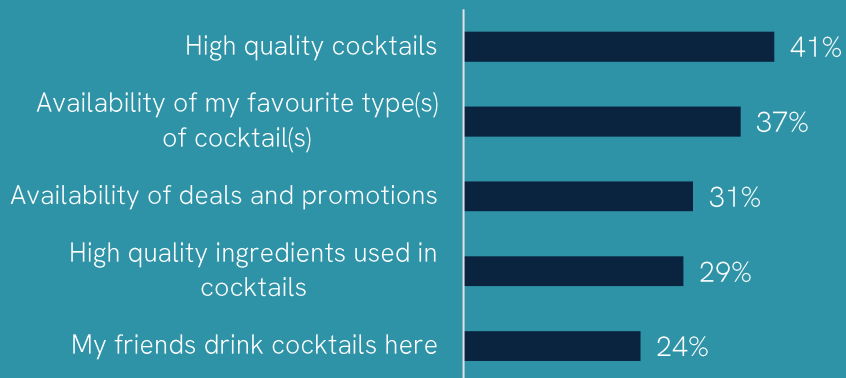 High quality cocktails 41%
Availability of my favourite type(s)
of cocktail(s) 37%
Availability of deals and promotions 31%
High quality ingredients used in
cocktails 29%
My friends drink cocktails here 24%